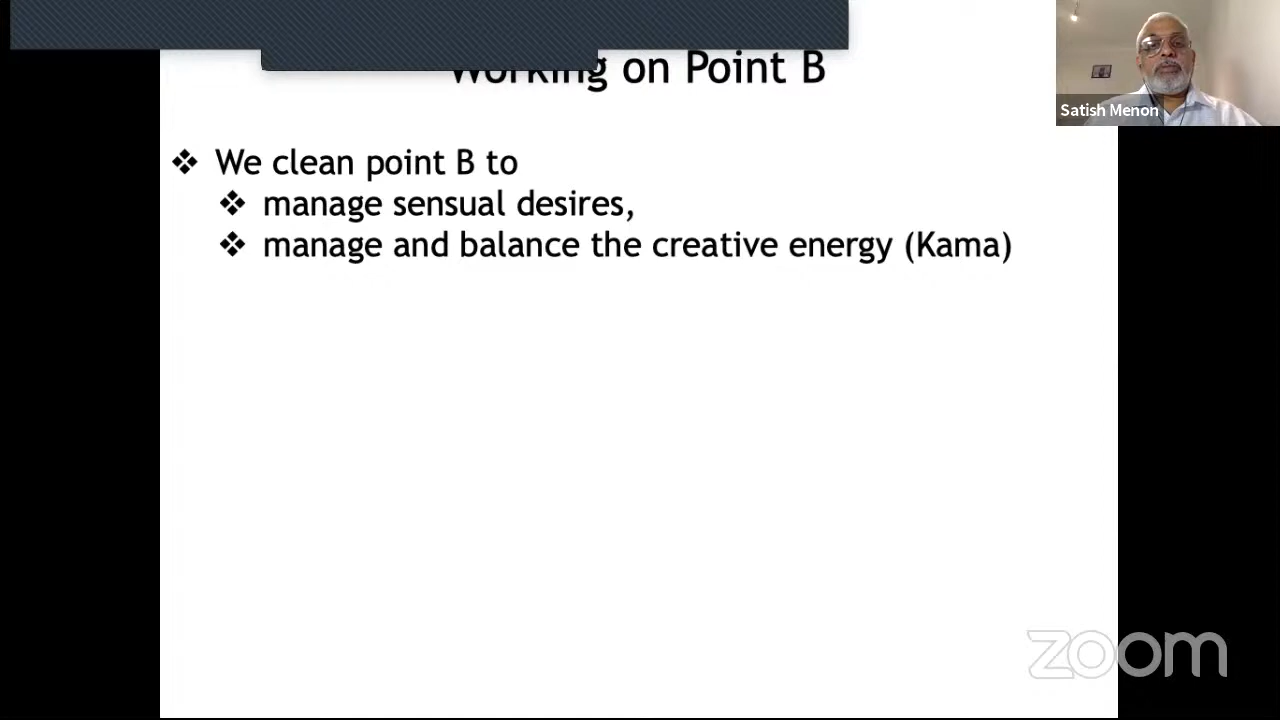 Working on Point B
Satish Menon
❖ We clean point B to
❖ manage sensual desires,
❖ manage and balance the creative energy (Kama)
zoom